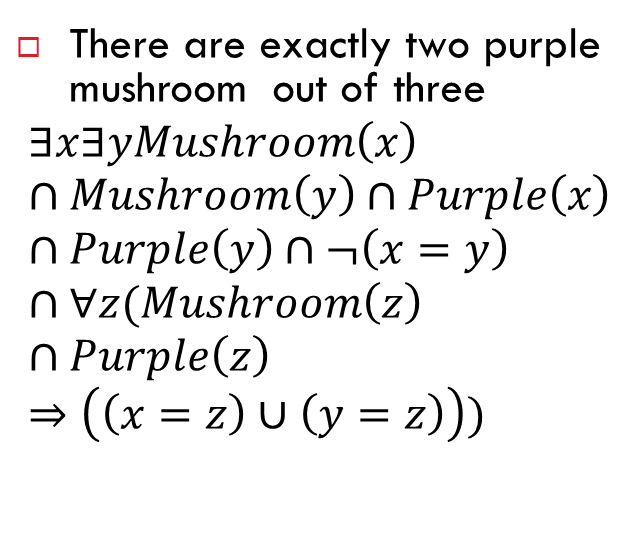 There are exactly two purple
mushroom out of three
∃x∃yMushroom(x)
∩ Mushroom(y) ∩ Purple(x)
∩ Purple(y) ∩ ¬(x = y)
∩ ∀z(Mushroom(z)
∩ Purple(z)
⇒ ((x = z) ∪ (y = z)))